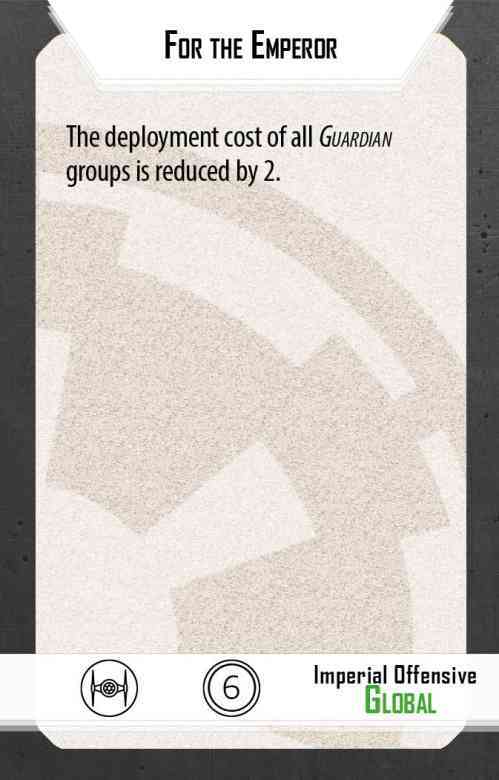 For the Emperor
The deployment cost of all Guardian
groups is reduced by 2.
6
Imperial Offensive
Global